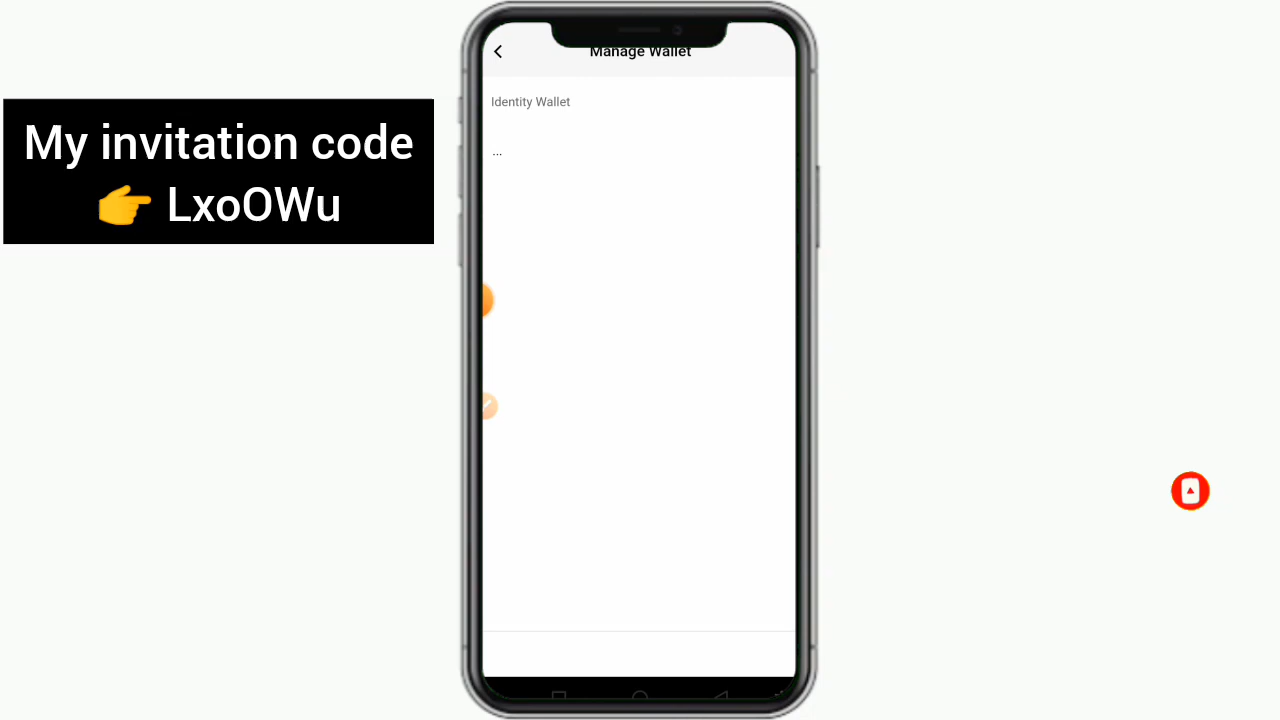 My invitation code
👉 LxoOWu
Manage Wallet
Identity Wallet
...